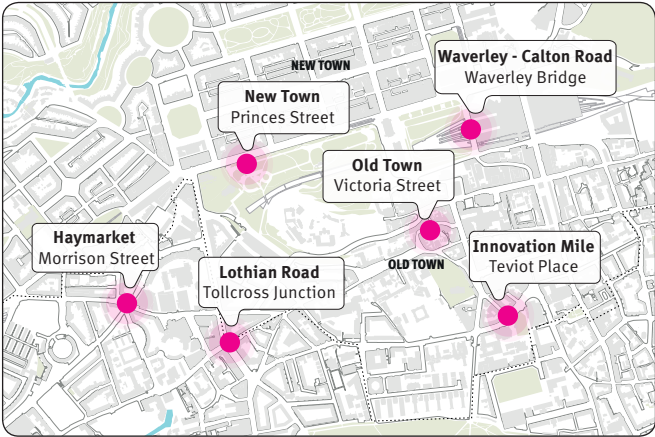 NEW TOWN
Waverley - Calton Road
Waverley Bridge
New Town
Princes Street
Old Town
Victoria Street
Haymarket
Morrison Street
Lothian Road
Tollcross Junction
OLD TOWN
Innovation Mile
Teviot Place